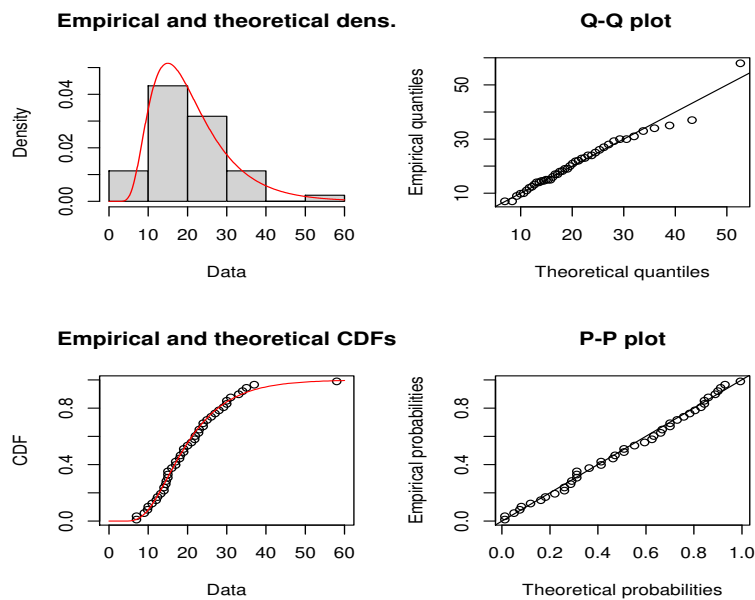 Empirical and theoretical dens.
Density
0.00
0.02
0.04
0 10 20 30 40 50 60
Data
Q-Q plot
Empirical quantiles
10
30
50
10 20 30 40 50
Theoretical quantiles
Empirical and theoretical CDFs
CDF
0.0
0.4
0.8
0 10 20 30 40 50 60
Data
P-P plot
Empirical probabilities
0.0
0.4
0.8
0.0 0.2 0.4 0.6 0.8 1.0
Theoretical probabilities